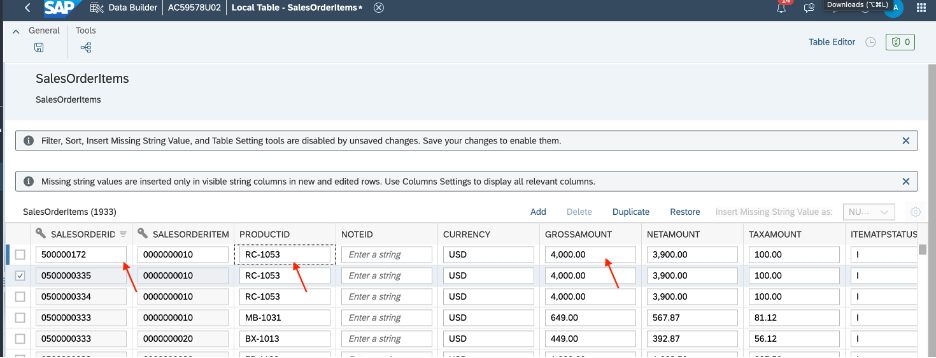 SAP Data Builder AC59578U02 Local Table - SalesOrderItems* Downloads (⌥⌘L) A
General Tools
Table Editor 0
SalesOrderItems
SalesOrderItems
Filter, Sort, Insert Missing String Value, and Table Setting tools are disabled by unsaved changes. Save your changes to enable them.
Missing string values are inserted only in visible string columns in new and edited rows. Use Columns Settings to display all relevant columns.
SalesOrderItems (1933) Add Delete Duplicate Restore Insert Missing String Value as: NU...
SALESORDERID SALESORDERITEM PRODUCTID NOTEID CURRENCY GROSSAMOUNT NETAMOUNT TAXAMOUNT ITEMATPSTATUS
500000172 0000000010 RC-1053 Enter a string USD 4,000.00 3,900.00 100.00 I
0500000335 0000000010 RC-1053 Enter a string USD 4,000.00 3,900.00 100.00 I
0500000334 0000000010 RC-1053 Enter a string USD 4,000.00 3,900.00 100.00 I
0500000333 0000000010 MB-1031 Enter a string USD 649.00 567.87 81.12 I
0500000333 0000000020 BX-1013 Enter a string USD 449.00 392.87 56.12 I